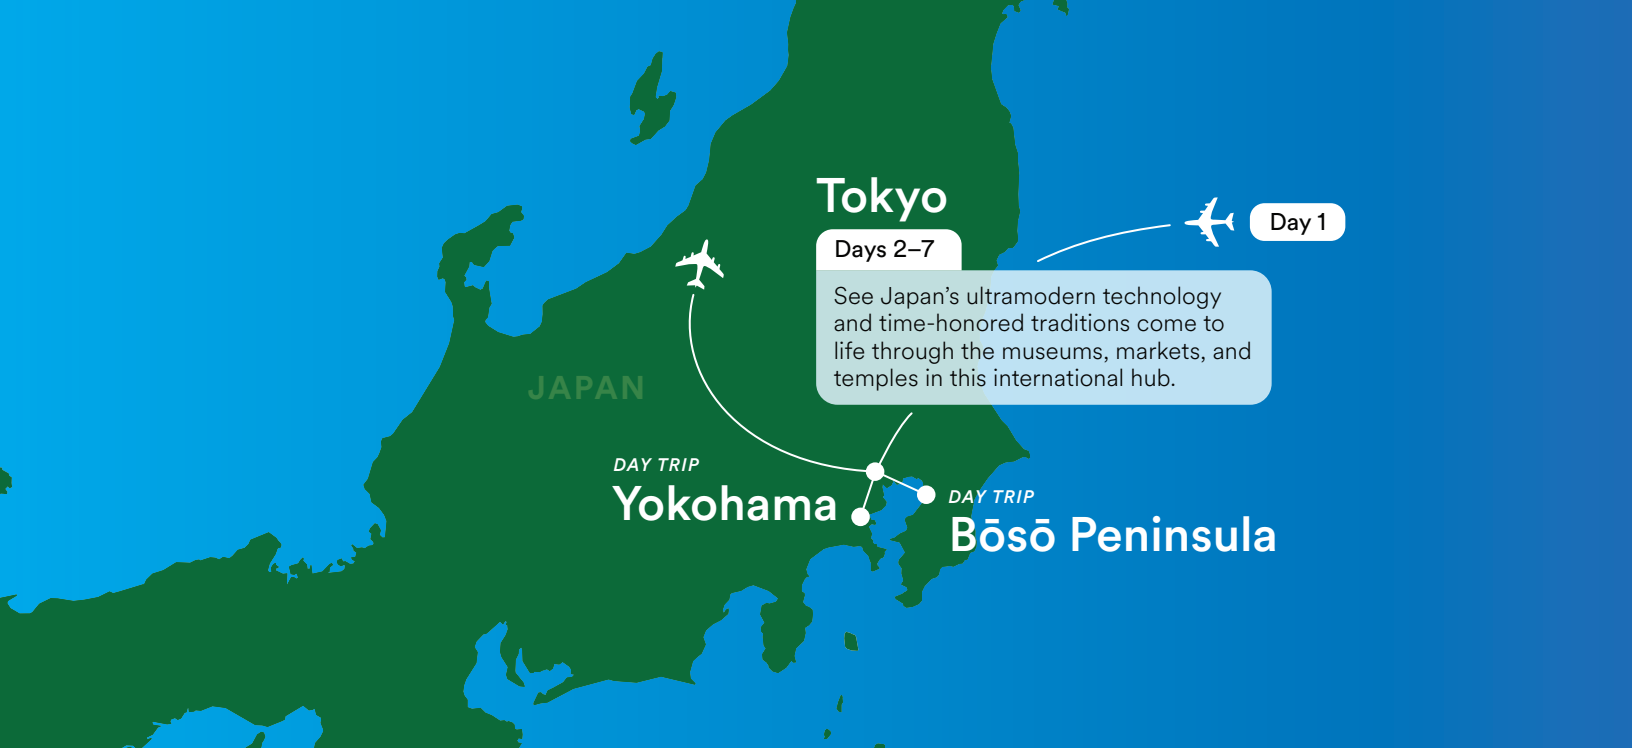 Tokyo
Days 2–7
Day 1
See Japan’s ultramodern technology
and time-honored traditions come to
life through the museums, markets, and
temples in this international hub.
JAPAN
DAY TRIP
Yokohama
DAY TRIP
Bōsō Peninsula